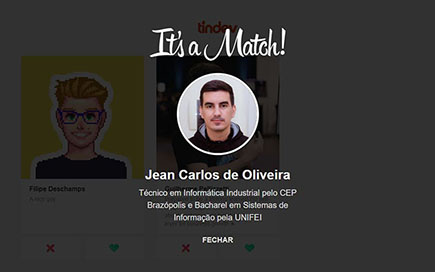 tindev
It's a Match!
Jean Carlos de Oliveira
Técnico em Informática Industrial pelo CEP
Brazópolis e Bacharel em Sistemas de
Informação pela UNIFEI
Filipe Deschamps
FECHAR